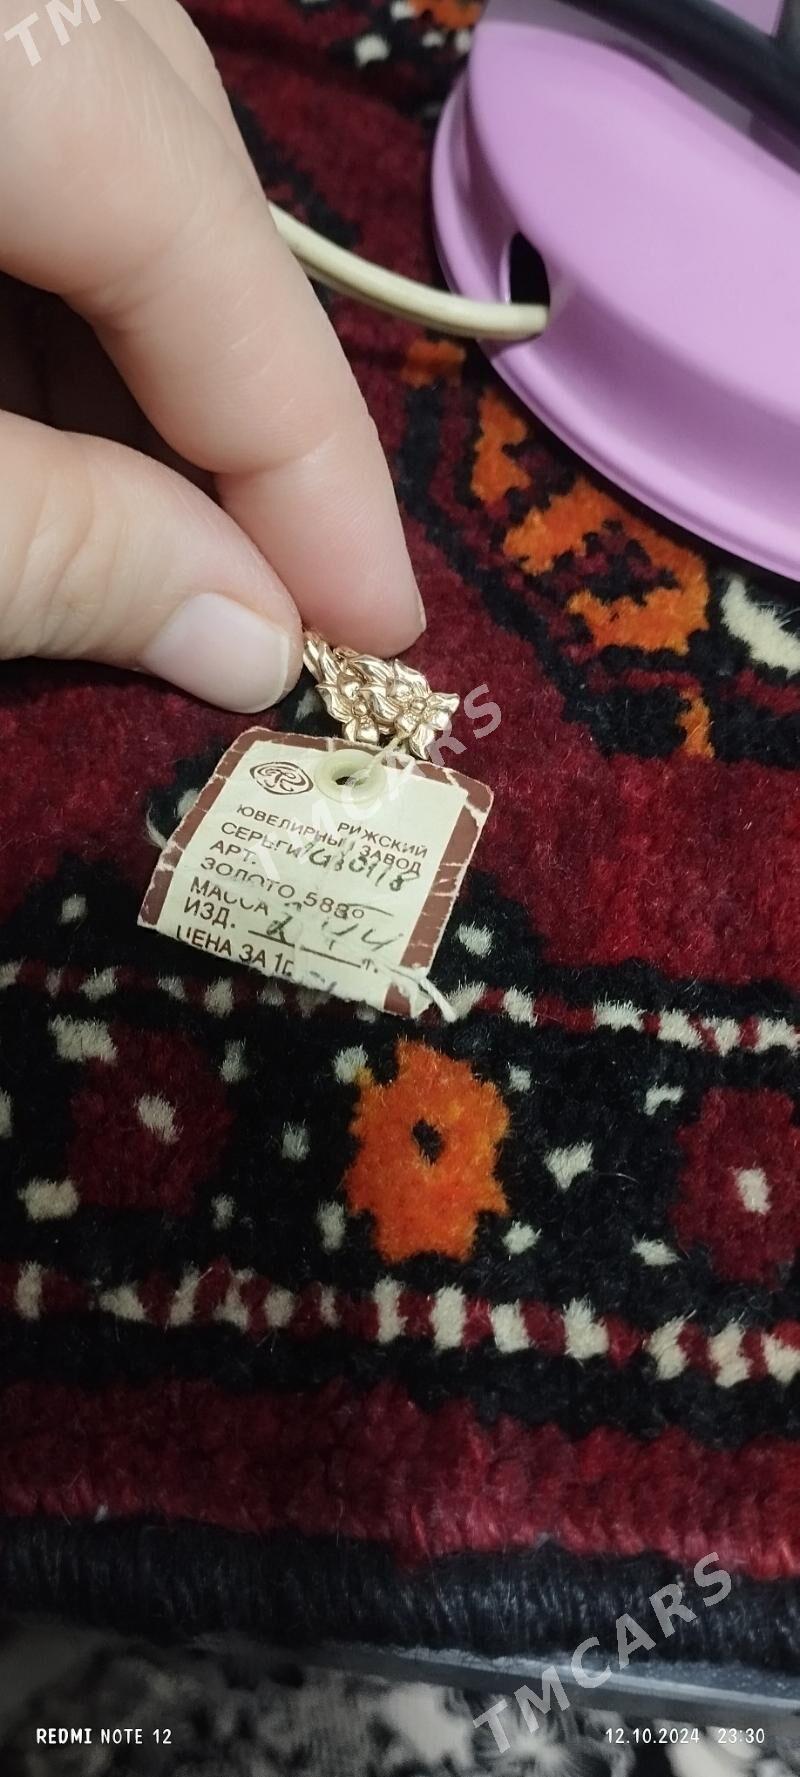 TMCARS
РИЖСКИЙ
ЮВЕЛИРНЫЙ ЗАВОД
СЕРЬГИ
АРТ.
ЗОЛОТО 583°
МАССА
ИЗД. г.
ЦЕНА ЗА 1г.
TMCARS
TMCARS
REDMI NOTE 12
12.10.2024 23:30